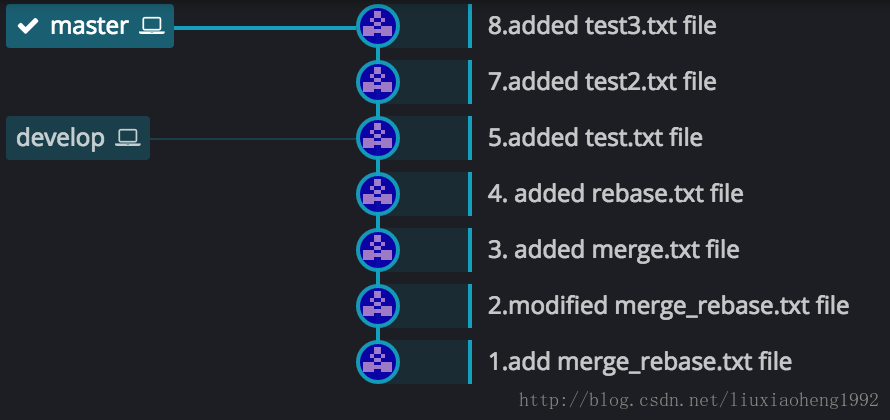 master
8.added test3.txt file
7.added test2.txt file
develop
5.added test.txt file
4. added rebase.txt file
3. added merge.txt file
2.modified merge_rebase.txt file
1.add merge_rebase.txt file
http://blog.csdn.net/liuxiaoheng1992